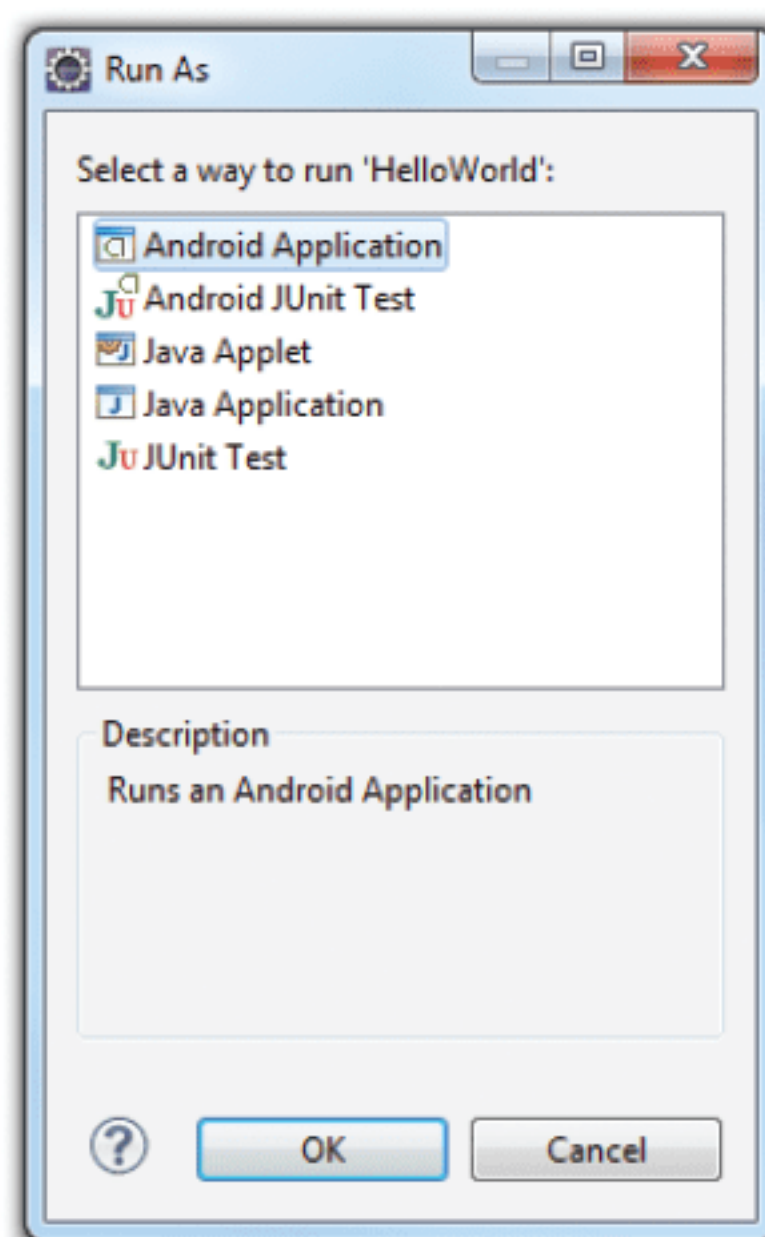 Run As
Select a way to run 'HelloWorld':
Android Application
Android JUnit Test
Java Applet
Java Application
JUnit Test
Description
Runs an Android Application
OK
Cancel